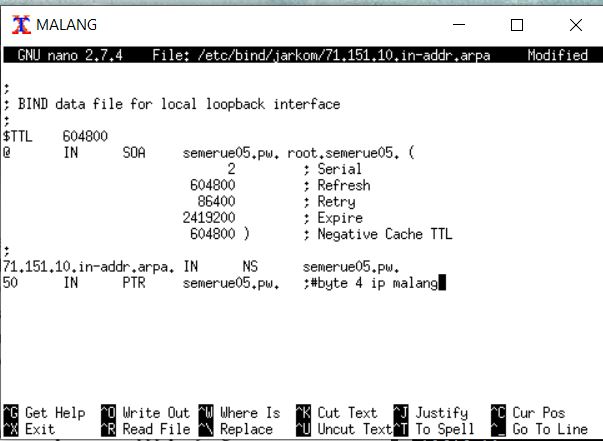 MALANG
GNU nano 2.7.4 File: /etc/bind/jarkom/71.151.10.in-addr.arpa Modified
;
; BIND data file for local loopback interface
;
$TTL 604800
@ IN SOA semerue05.pw. root.semerue05. (
2 ; Serial
604800 ; Refresh
86400 ; Retry
2419200 ; Expire
604800 ) ; Negative Cache TTL
;
71.151.10.in-addr.arpa. IN NS semerue05.pw.
50 IN PTR semerue05.pw. ;#byte 4 ip malang
^G Get Help ^O Write Out ^W Where Is ^K Cut Text ^J Justify ^C Cur Pos
^X Exit ^R Read File ^\ Replace ^U Uncut Text ^T To Spell ^_ Go To Line